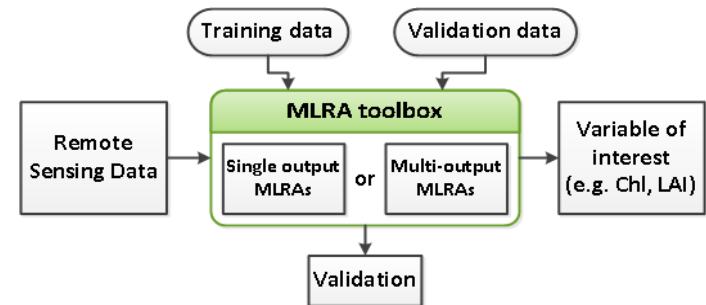 Training data
Validation data
MLRA toolbox
Remote
Sensing Data
Single output
MLRAs
or
Multi-output
MLRAs
Variable of
interest
(e.g. Chl, LAI)
Validation